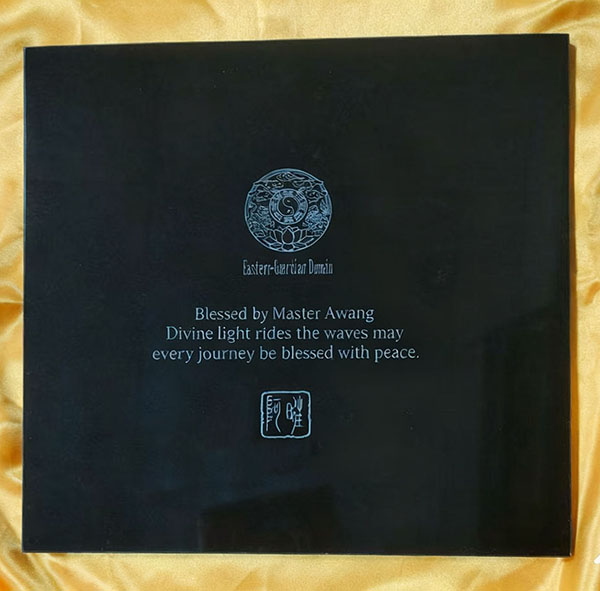 Eastern-Guardian Domain
Blessed by Master Awang
Divine light rides the waves may
every journey be blessed with peace.